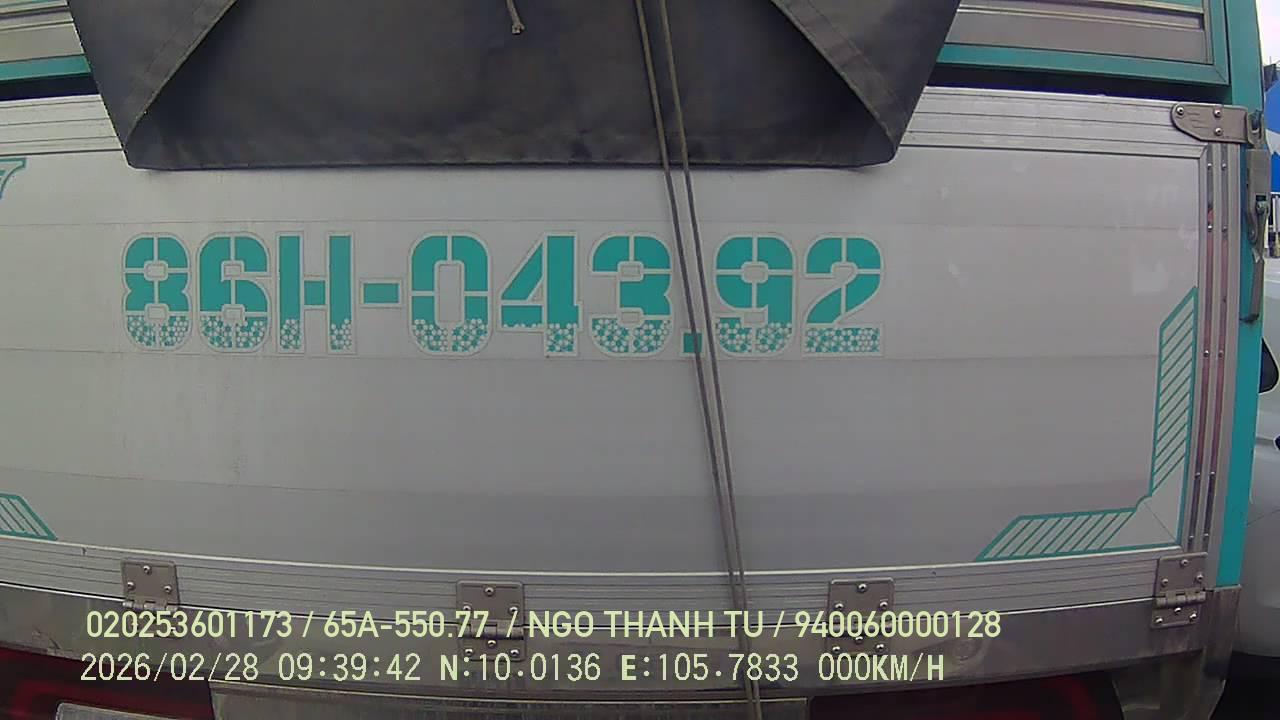 86H-043.92
020253601173 / 65A-550.77 / NGO THANH TU / 940060000128
2026/02/28 09:39:42 N:10.0136 E:105.7833 000KM/H